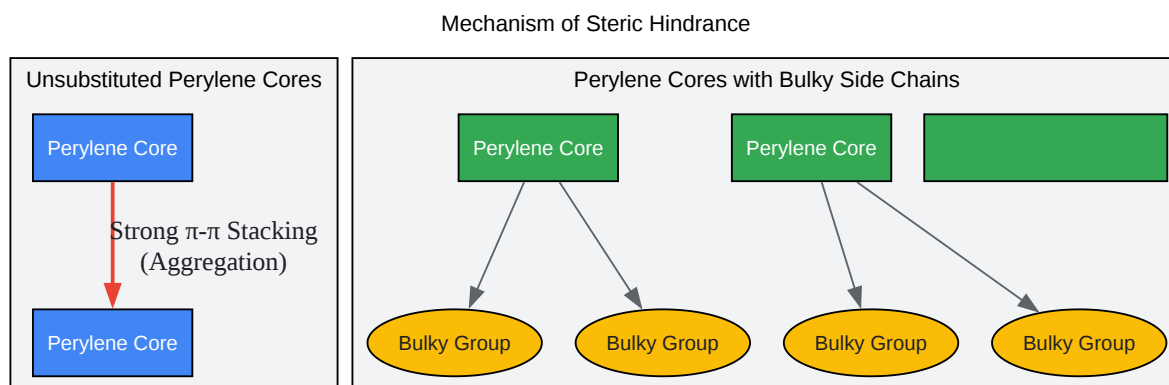 Mechanism of Steric Hindrance
Unsubstituted Perylene Cores
Perylene Core
Strong π-π Stacking
(Aggregation)
Perylene Core
Perylene Cores with Bulky Side Chains
Perylene Core
Perylene Core
Bulky Group
Bulky Group
Bulky Group
Bulky Group